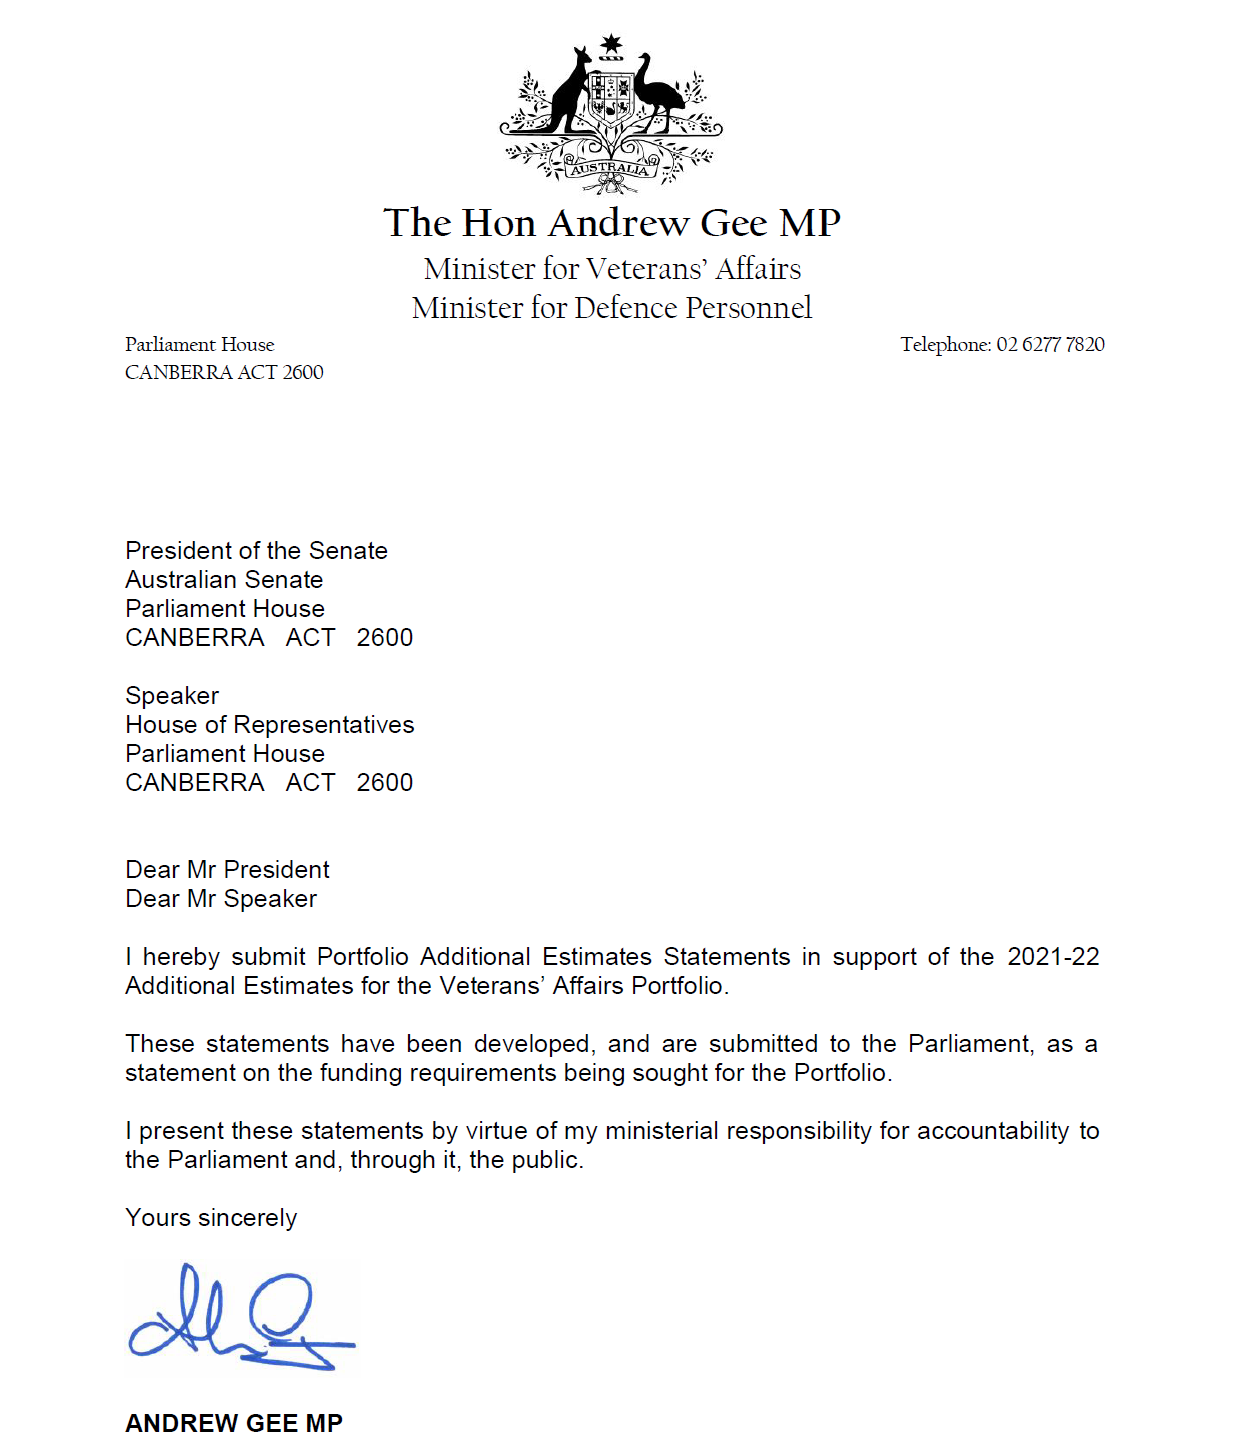 AUSTRALIA
The Hon Andrew Gee MP
Minister for Veterans’ Affairs
Minister for Defence Personnel
Parliament House
Telephone: 02 6277 7820
CANBERRA ACT 2600
President of the Senate
Australian Senate
Parliament House
CANBERRA ACT 2600
Speaker
House of Representatives
Parliament House
CANBERRA ACT 2600
Dear Mr President
Dear Mr Speaker
I hereby submit Portfolio Additional Estimates Statements in support of the 2021-22
Additional Estimates for the Veterans’ Affairs Portfolio.
These statements have been developed, and are submitted to the Parliament, as a
statement on the funding requirements being sought for the Portfolio.
I present these statements by virtue of my ministerial responsibility for accountability to
the Parliament and, through it, the public.
Yours sincerely
ANDREW GEE MP